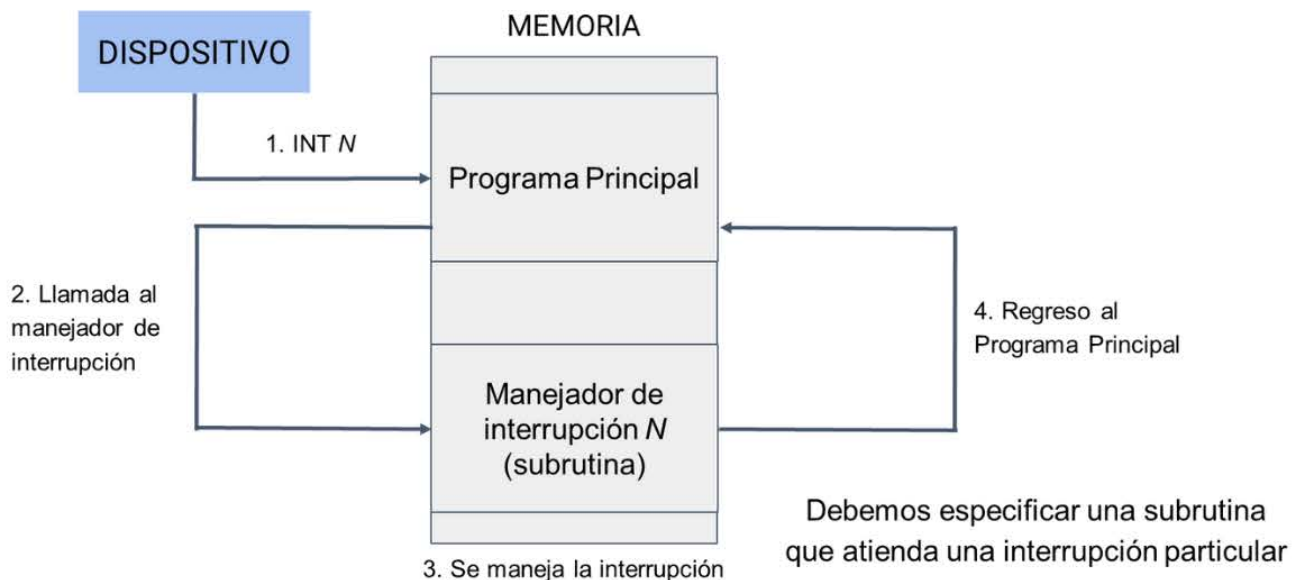 MEMORIA
DISPOSITIVO
1. INT N
Programa Principal
2. Llamada al
manejador de
interrupción
4. Regreso al
Programa Principal
Manejador de
interrupción N
(subrutina)
Debemos especificar una subrutina
que atienda una interrupción particular
3. Se maneja la interrupción